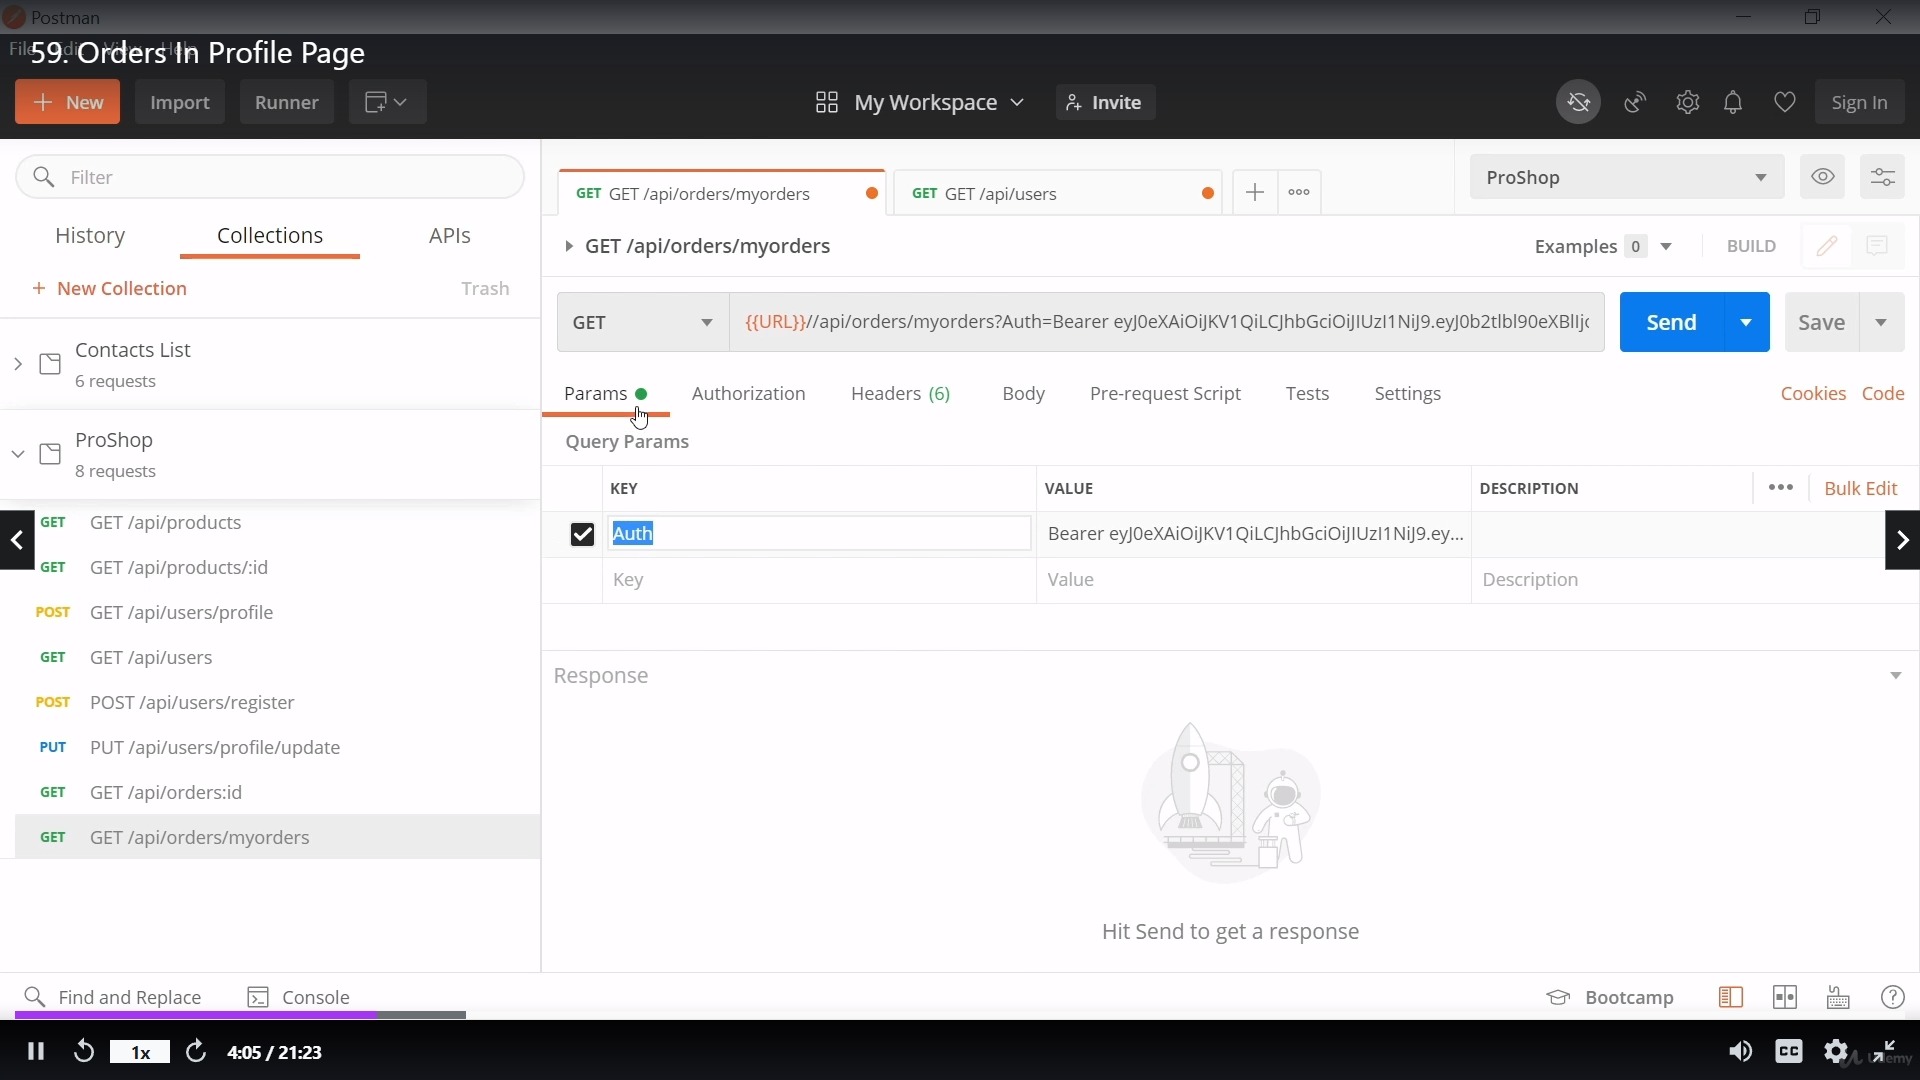 Postman
File Edit View Help
59. Orders In Profile Page
+ New
Import
Runner
My Workspace
Invite
Sign In
Filter
History
Collections
APIs
+ New Collection
Trash
Contacts List
6 requests
ProShop
8 requests
GET GET /api/products
GET GET /api/products/:id
POST GET /api/users/profile
GET GET /api/users
POST POST /api/users/register
PUT PUT /api/users/profile/update
GET GET /api/orders:id
GET GET /api/orders/myorders
GET GET /api/orders/myorders
GET GET /api/users
ProShop
GET /api/orders/myorders
Examples 0
BUILD
GET
{{URL}}//api/orders/myorders?Auth=Bearer eyJ0eXAiOiJKV1QiLCJhbGciOiJIUzI1NiJ9.eyJ0b2tlbl90eXBlIjo
Send
Save
Params
Authorization
Headers (6)
Body
Pre-request Script
Tests
Settings
Cookies
Code
Query Params
KEY
VALUE
DESCRIPTION
Bulk Edit
Auth
Bearer eyJ0eXAiOiJKV1QiLCJhbGciOiJIUzI1NiJ9.ey...
Key
Value
Description
Response
Hit Send to get a response
Find and Replace
Console
Bootcamp
1x
4:05 / 21:23
CC
Udemy